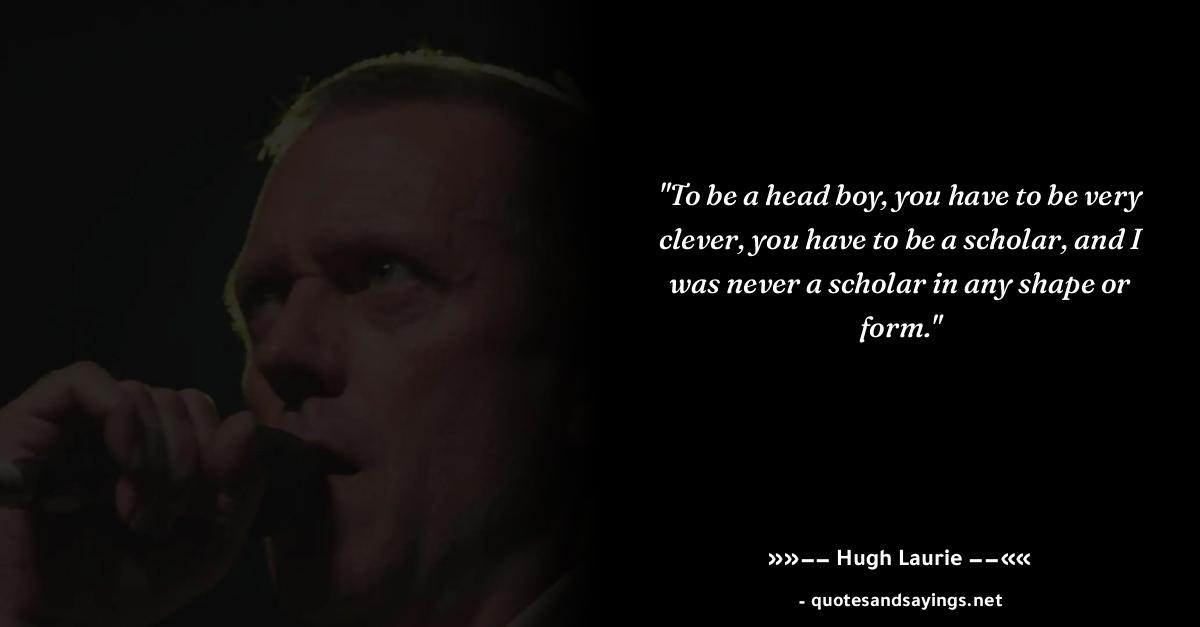 "To be a head boy, you have to be very
clever, you have to be a scholar, and I
was never a scholar in any shape or
form."
»»−− Hugh Laurie −−««
- quotesandsayings.net